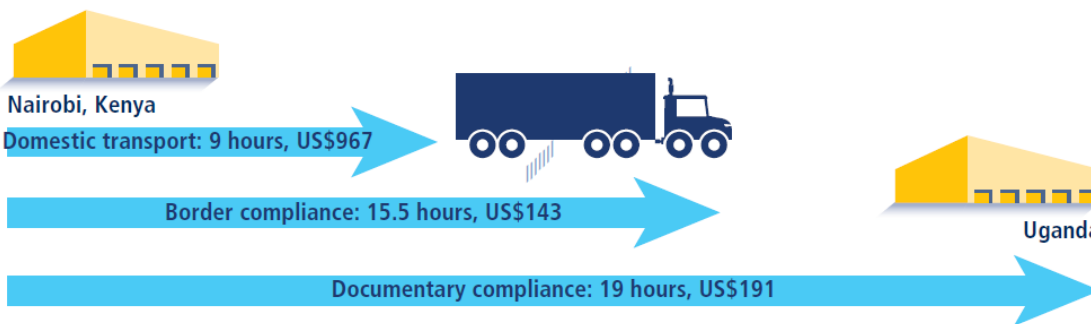 Nairobi, Kenya
Domestic transport: 9 hours, US$967
Border compliance: 15.5 hours, US$143
Uganda
Documentary compliance: 19 hours, US$191